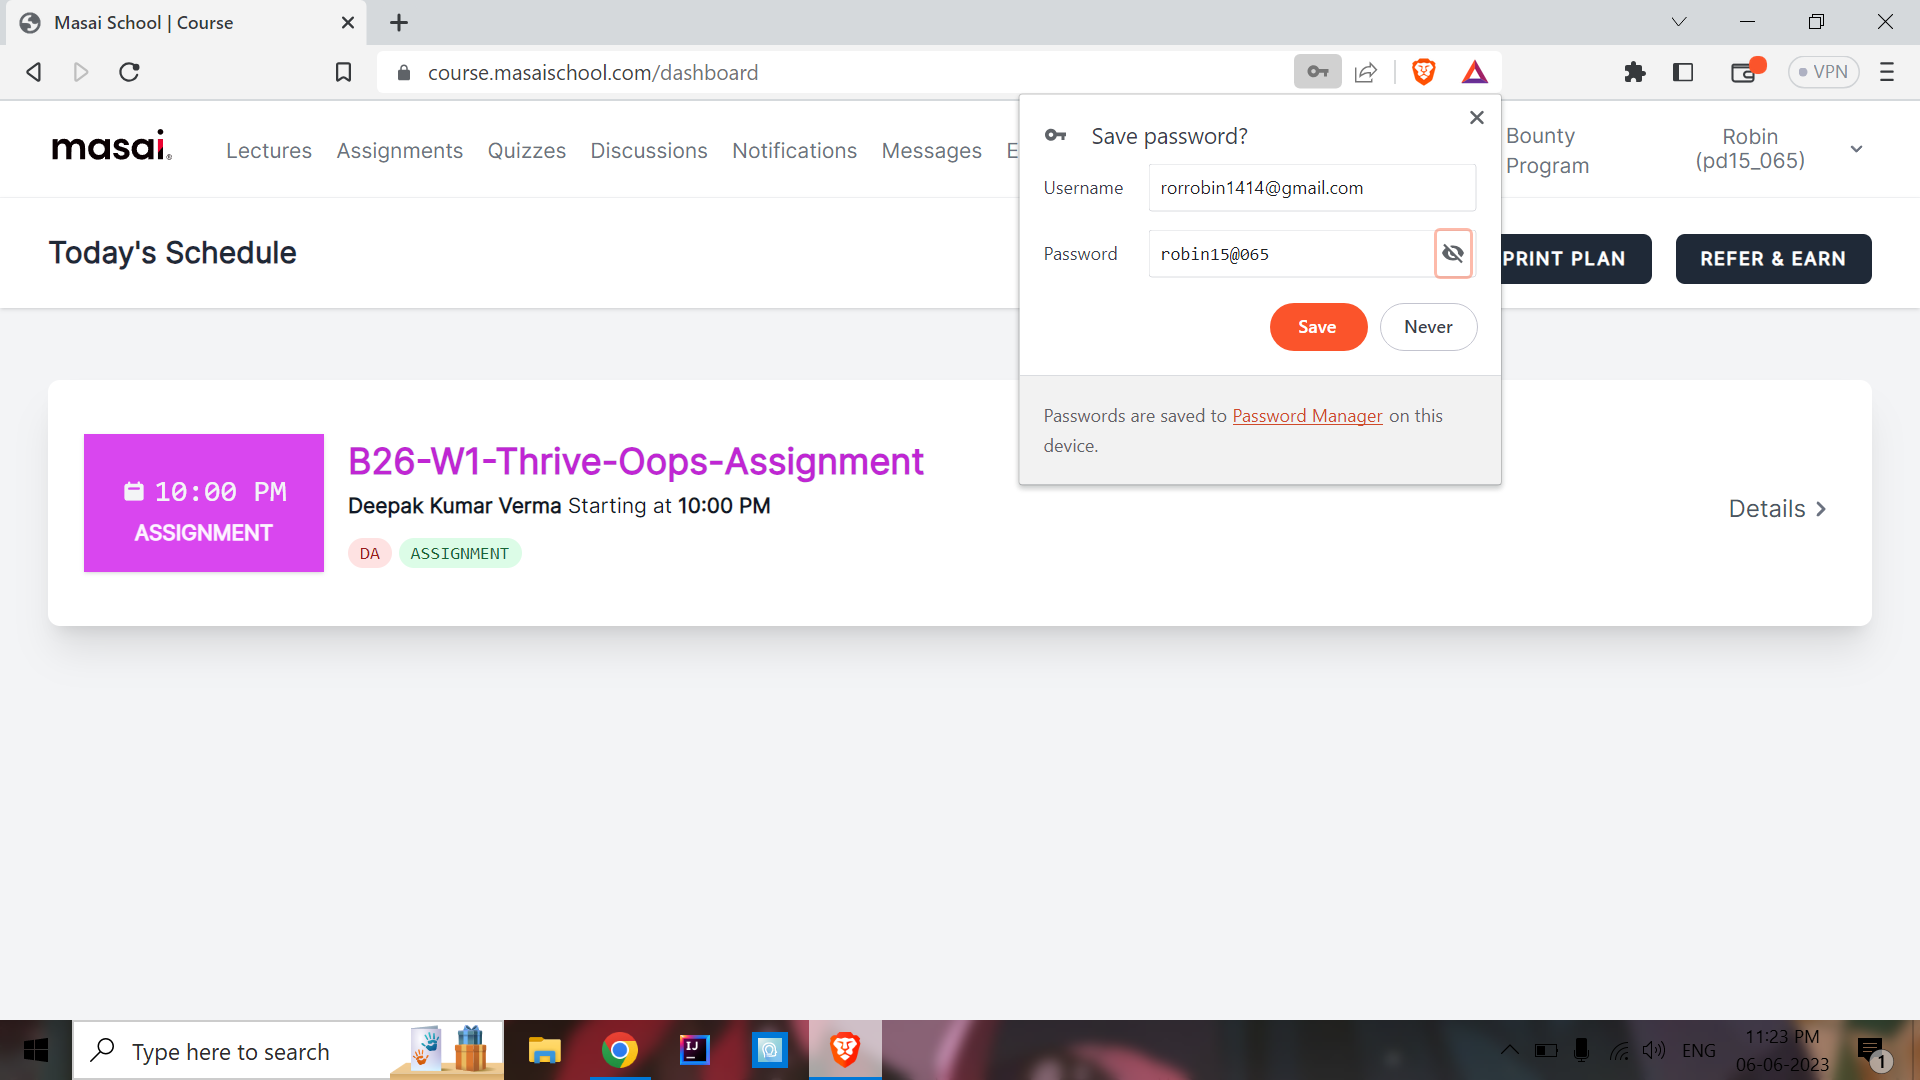 Masai School | Course
course.masaischool.com/dashboard
VPN
masai.
Lectures
Assignments
Quizzes
Discussions
Notifications
Messages
E
Bounty
Program
Robin
(pd15_065)
Save password?
Username
rorrobin1414@gmail.com
Password
robin15@065
Save
Never
Passwords are saved to Password Manager on this
device.
Today's Schedule
PRINT PLAN
REFER & EARN
10:00 PM
ASSIGNMENT
B26-W1-Thrive-Oops-Assignment
Deepak Kumar Verma Starting at 10:00 PM
DA
ASSIGNMENT
Details
Type here to search
IJ
ENG
11:23 PM
06-06-2023
1